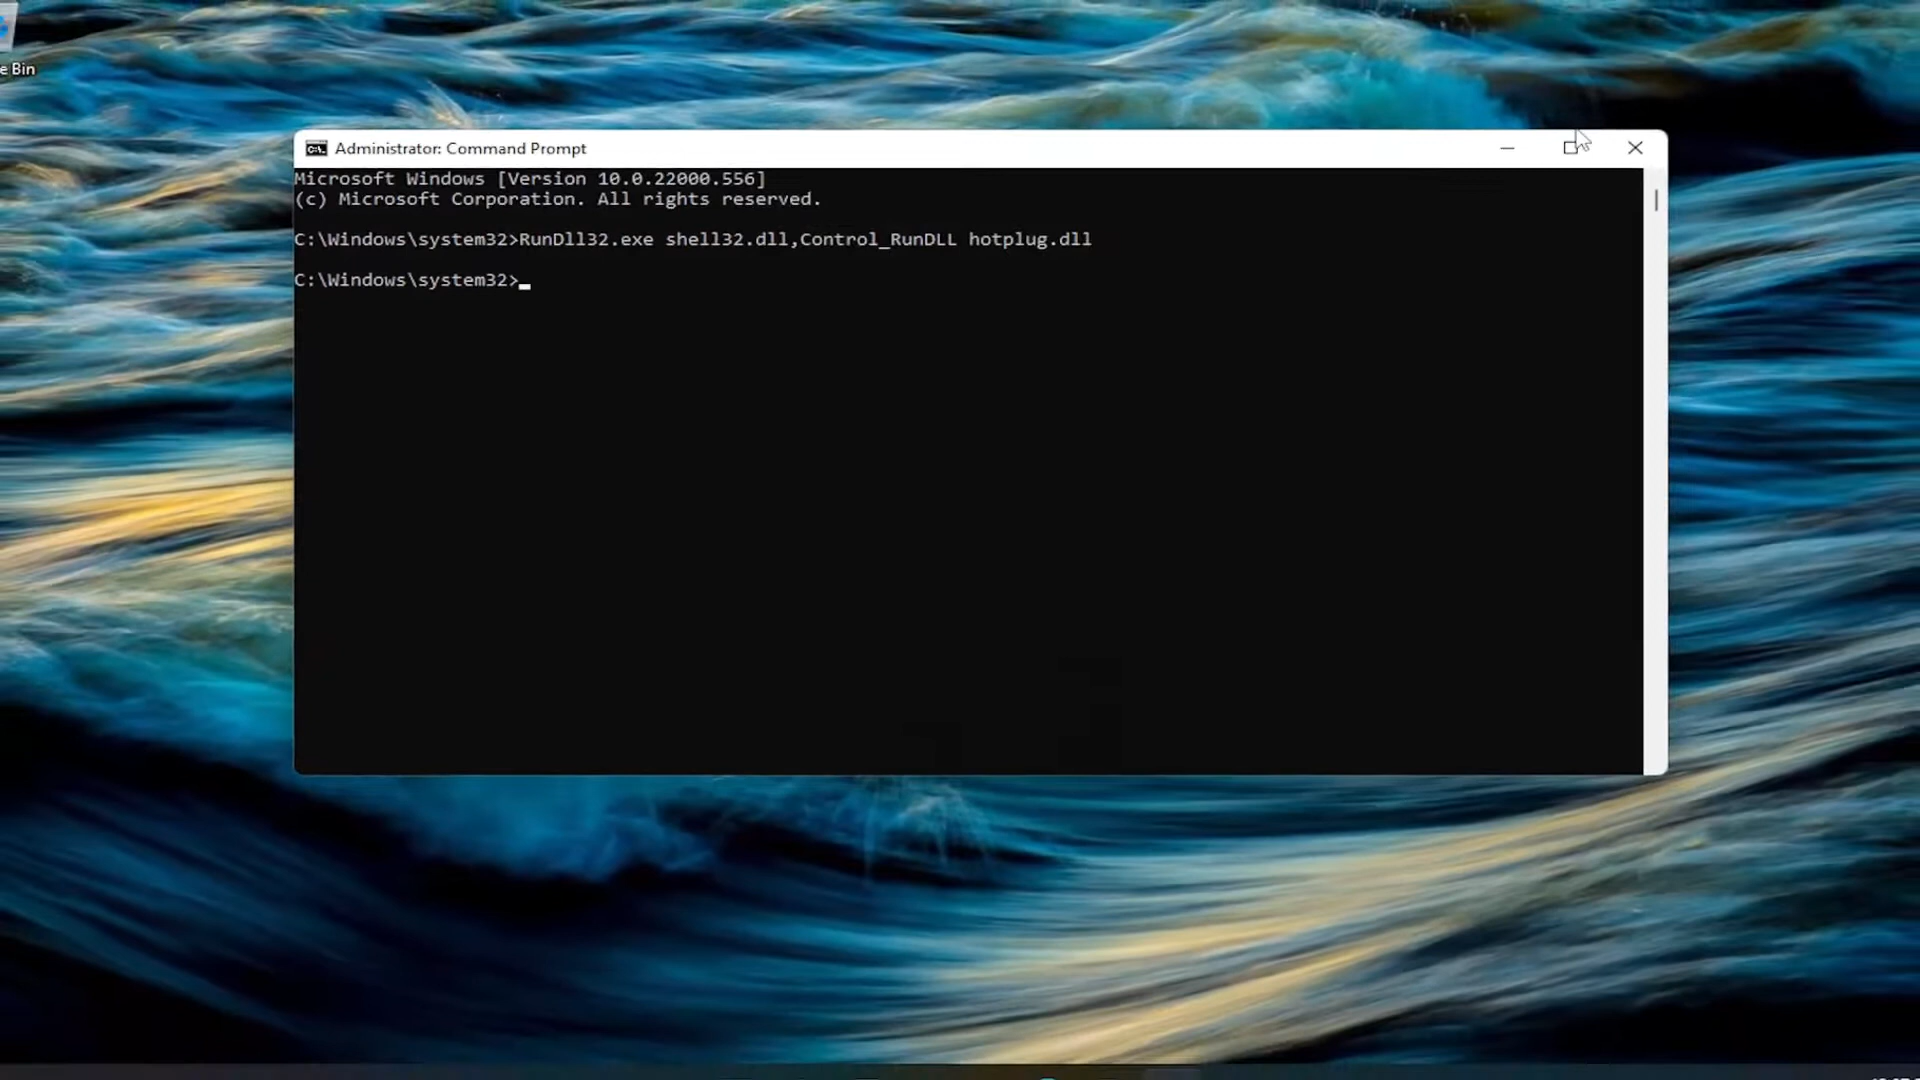 e Bin
Administrator: Command Prompt
Microsoft Windows [Version 10.0.22000.556]
(c) Microsoft Corporation. All rights reserved.
C:\Windows\system32>RunDll32.exe shell32.dll,Control_RunDLL hotplug.dll
C:\Windows\system32>